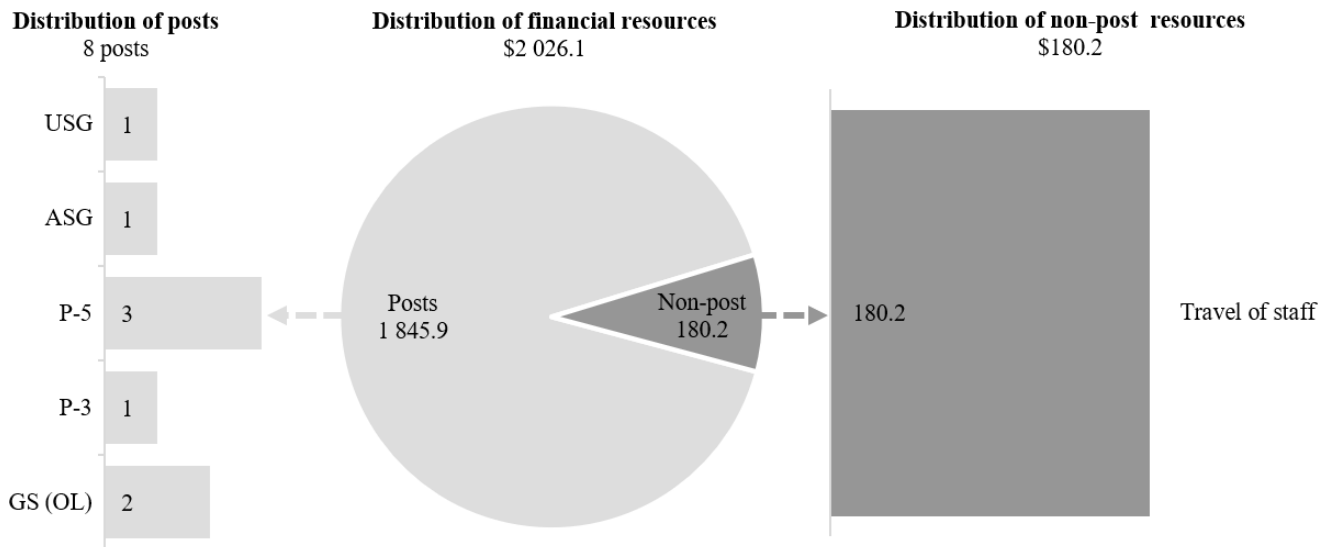 Distribution of posts
8 posts
USG
1
ASG
1
P-5
3
P-3
1
GS (OL)
2
Distribution of financial resources
$2 026.1
Posts
1 845.9
Non-post
180.2
Distribution of non-post resources
$180.2
180.2
Travel of staff